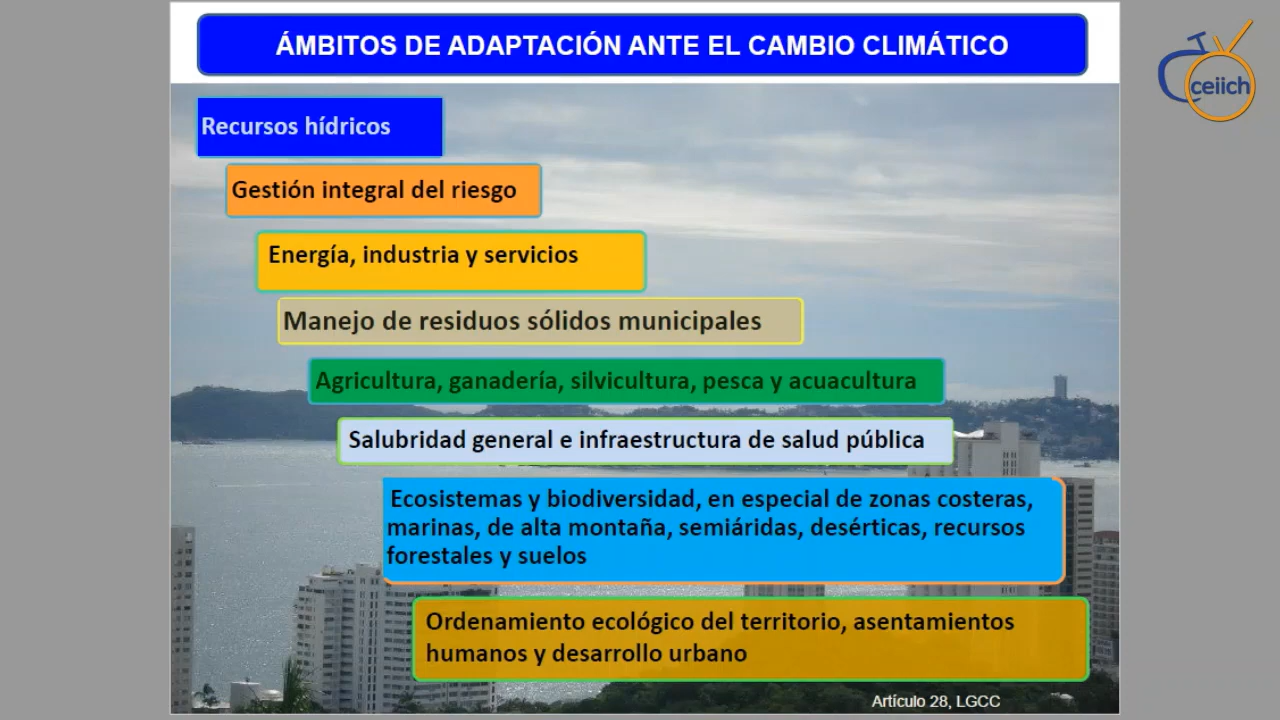 ÁMBITOS DE ADAPTACIÓN ANTE EL CAMBIO CLIMÁTICO
ceiich
Recursos hídricos
Gestión integral del riesgo
Energía, industria y servicios
Manejo de residuos sólidos municipales
Agricultura, ganadería, silvicultura, pesca y acuacultura
Salubridad general e infraestructura de salud pública
Ecosistemas y biodiversidad, en especial de zonas costeras,
marinas, de alta montaña, semiáridas, desérticas, recursos
forestales y suelos
Ordenamiento ecológico del territorio, asentamientos
humanos y desarrollo urbano
Artículo 28, LGCC